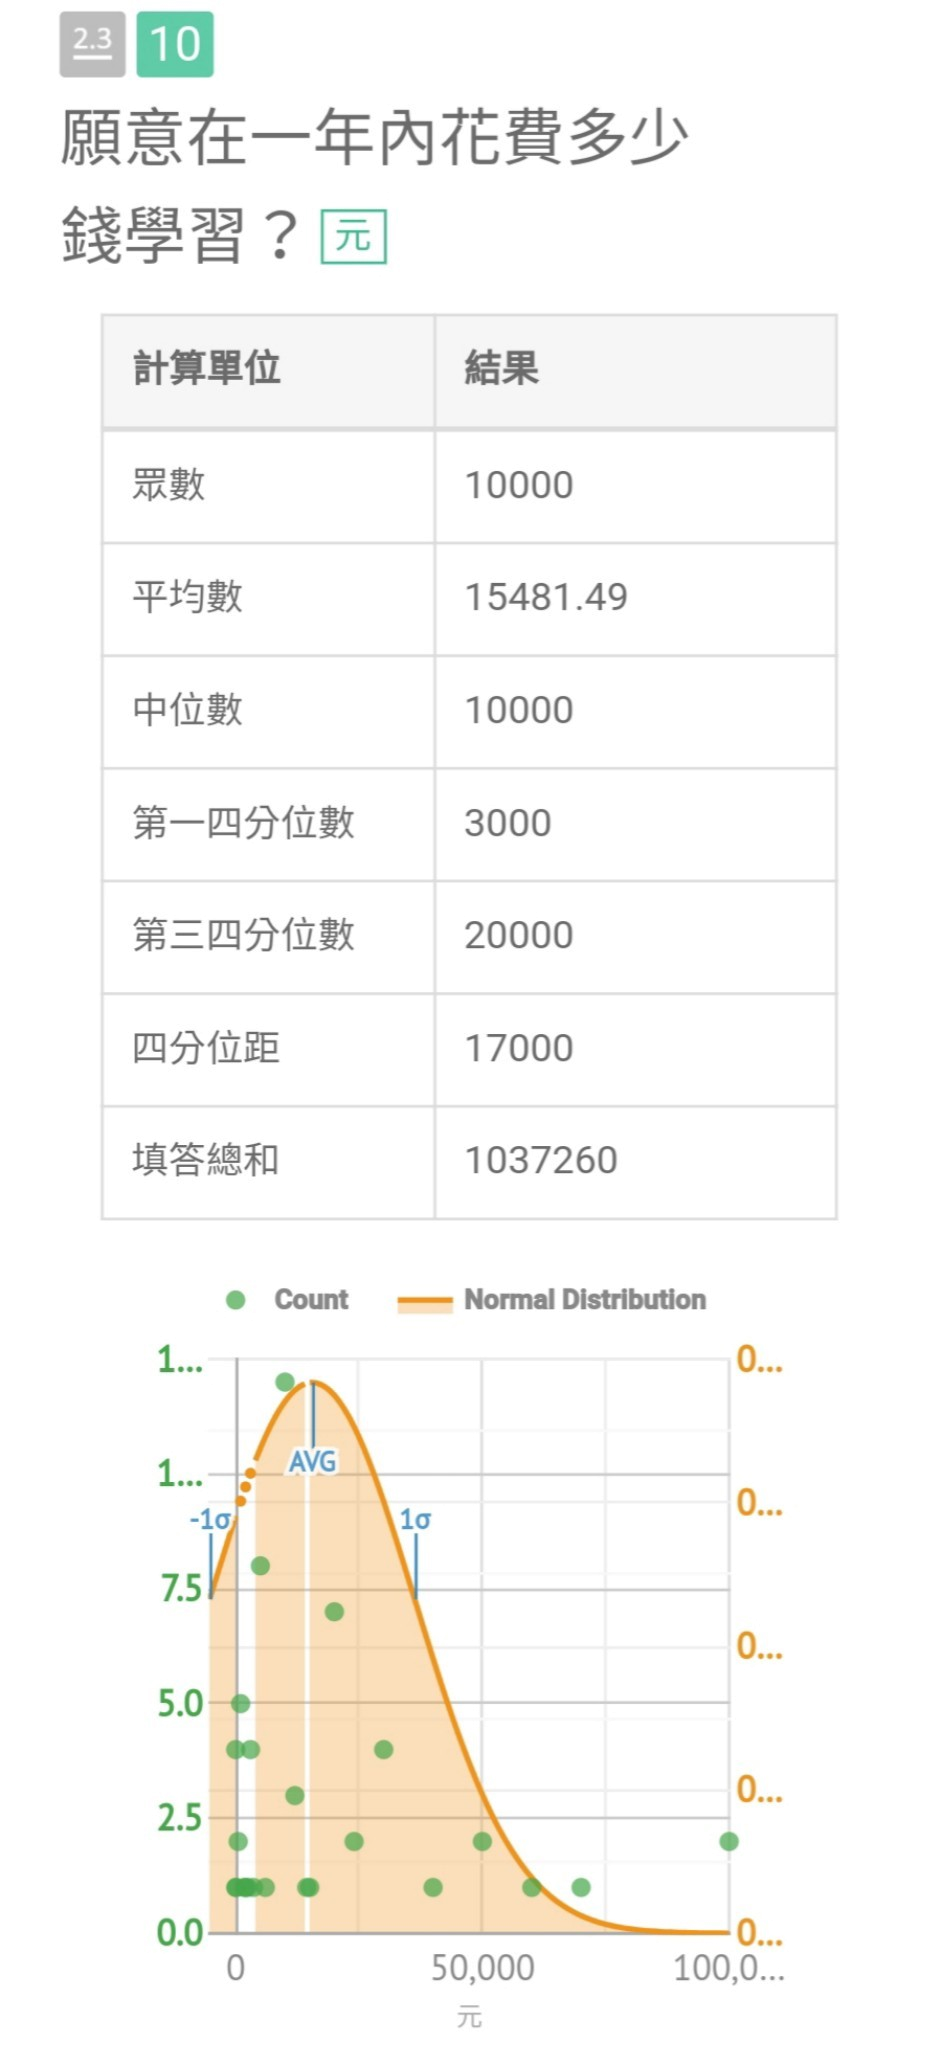 2.3 10
願意在一年內花費多少
錢學習？ 元
計算單位 結果
眾數 10000
平均數 15481.49
中位數 10000
第一四分位數 3000
第三四分位數 20000
四分位距 17000
填答總和 1037260
Count Normal Distribution
1... 0...
AVG
1...
0...
-1σ 1σ
7.5
0...
5.0
0...
2.5
0.0 0...
0 50,000 100,0...
元